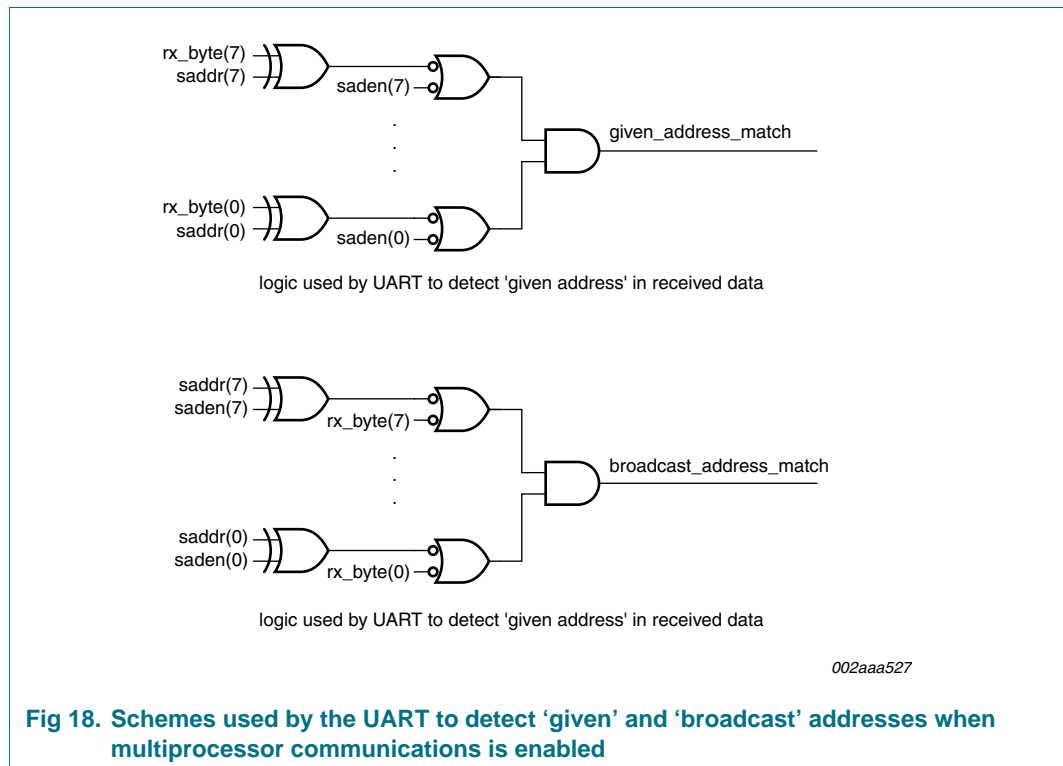 rx_byte(7)
saddr(7)
saden(7)
.
.
.
given_address_match
rx_byte(0)
saddr(0)
saden(0)
logic used by UART to detect 'given address' in received data
saddr(7)
saden(7)
rx_byte(7)
.
.
.
broadcast_address_match
saddr(0)
saden(0)
rx_byte(0)
logic used by UART to detect 'given address' in received data
002aaa527
Fig 18. Schemes used by the UART to detect ‘given’ and ‘broadcast’ addresses when
multiprocessor communications is enabled